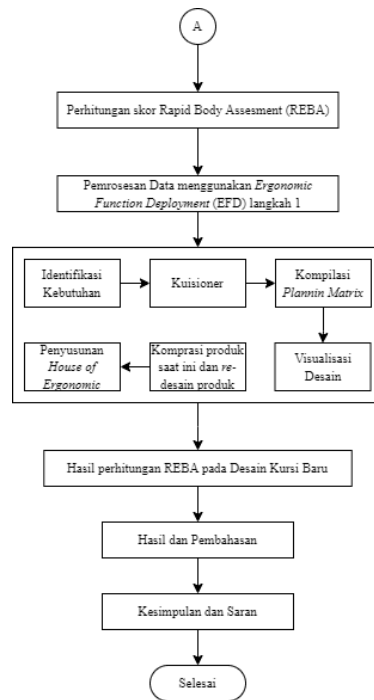 A
Perhitungan skor Rapid Body Assesment (REBA)
Pemrosesan Data menggunakan Ergonomic
Function Deployment (EFD) langkah 1
Identifikasi
Kebutuhan
Kuisioner
Kompilasi
Plannin Matrix
Penyusunan
House of
Ergonomic
Komprasi produk
saat ini dan re-
desain produk
Visualisasi
Desain
Hasil perhitungan REBA pada Desain Kursi Baru
Hasil dan Pembahasan
Kesimpulan dan Saran
Selesai